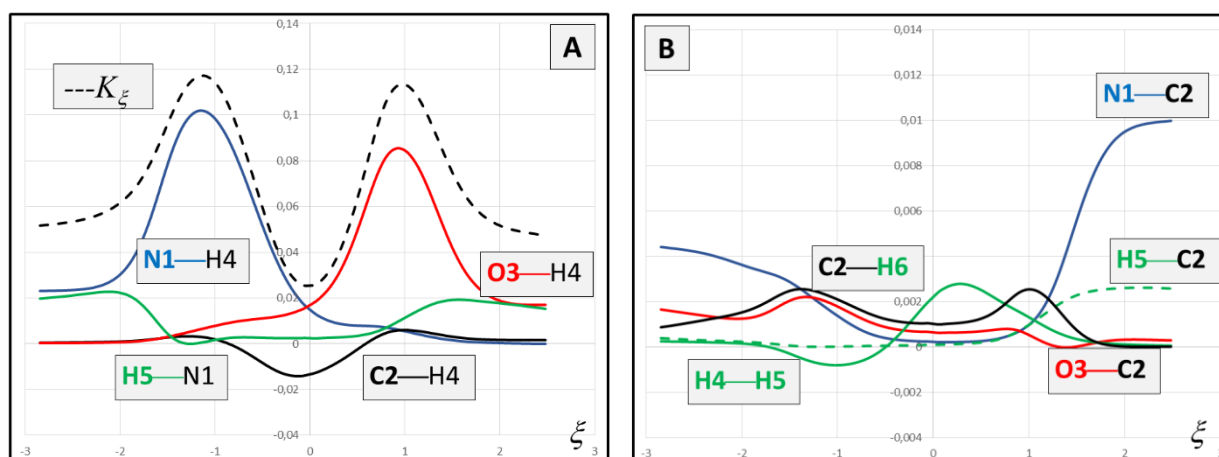 A
0,14
0,12
0,1
0,08
0,06
0,04
0,02
0
-0,02
-0,04
-3
-2
-1
0
1
2
3
---Kξ
N1—H4
O3—H4
H5—N1
C2—H4
ξ
B
0,014
0,012
0,01
0,008
0,006
0,004
0,002
0
-0,002
-0,004
-3
-2
-1
0
1
2
3
N1—C2
C2—H6
H5—C2
H4—H5
O3—C2
ξ